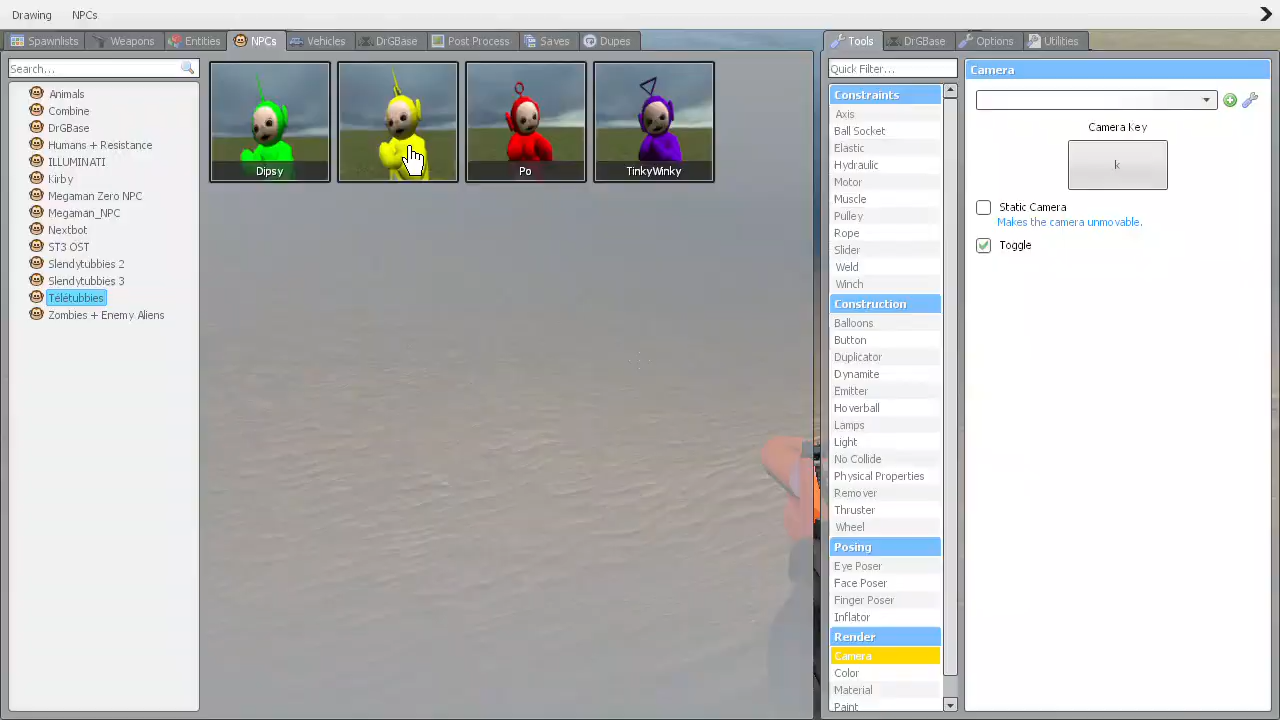 Drawing NPCs
Spawnlists Weapons Entities NPCs Vehicles DrGBase Post Process Saves Dupes
Search...
Animals
Combine
DrGBase
Humans + Resistance
ILLUMINATI
Kirby
Megaman Zero NPC
Megaman_NPC
Nextbot
ST3 OST
Slendytubbies 2
Slendytubbies 3
Télétubbies
Zombies + Enemy Aliens
Dipsy Po TinkyWinky
Tools DrGBase Options Utilities
Quick Filter...
Constraints
Axis
Ball Socket
Elastic
Hydraulic
Motor
Muscle
Pulley
Rope
Slider
Weld
Winch
Construction
Balloons
Button
Duplicator
Dynamite
Emitter
Hoverball
Lamps
Light
No Collide
Physical Properties
Remover
Thruster
Wheel
Posing
Eye Poser
Face Poser
Finger Poser
Inflator
Render
Camera
Color
Material
Paint
Camera
Camera Key
k
Static Camera
Makes the camera unmovable.
Toggle